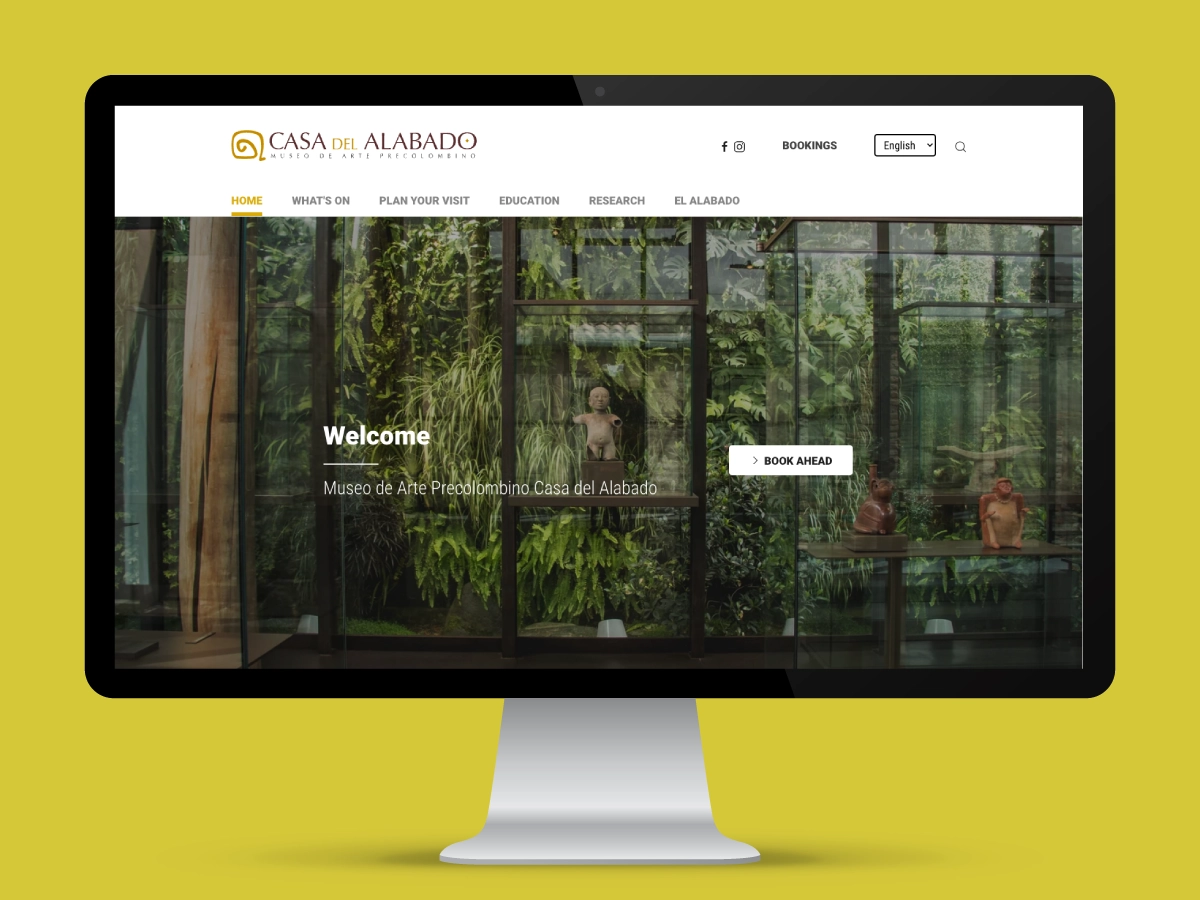 CASA DEL ALABADO
MUSEO DE ARTE PRECOLOMBINO
BOOKINGS
English
HOME
WHAT'S ON
PLAN YOUR VISIT
EDUCATION
RESEARCH
EL ALABADO
Welcome
Museo de Arte Precolombino Casa del Alabado
BOOK AHEAD